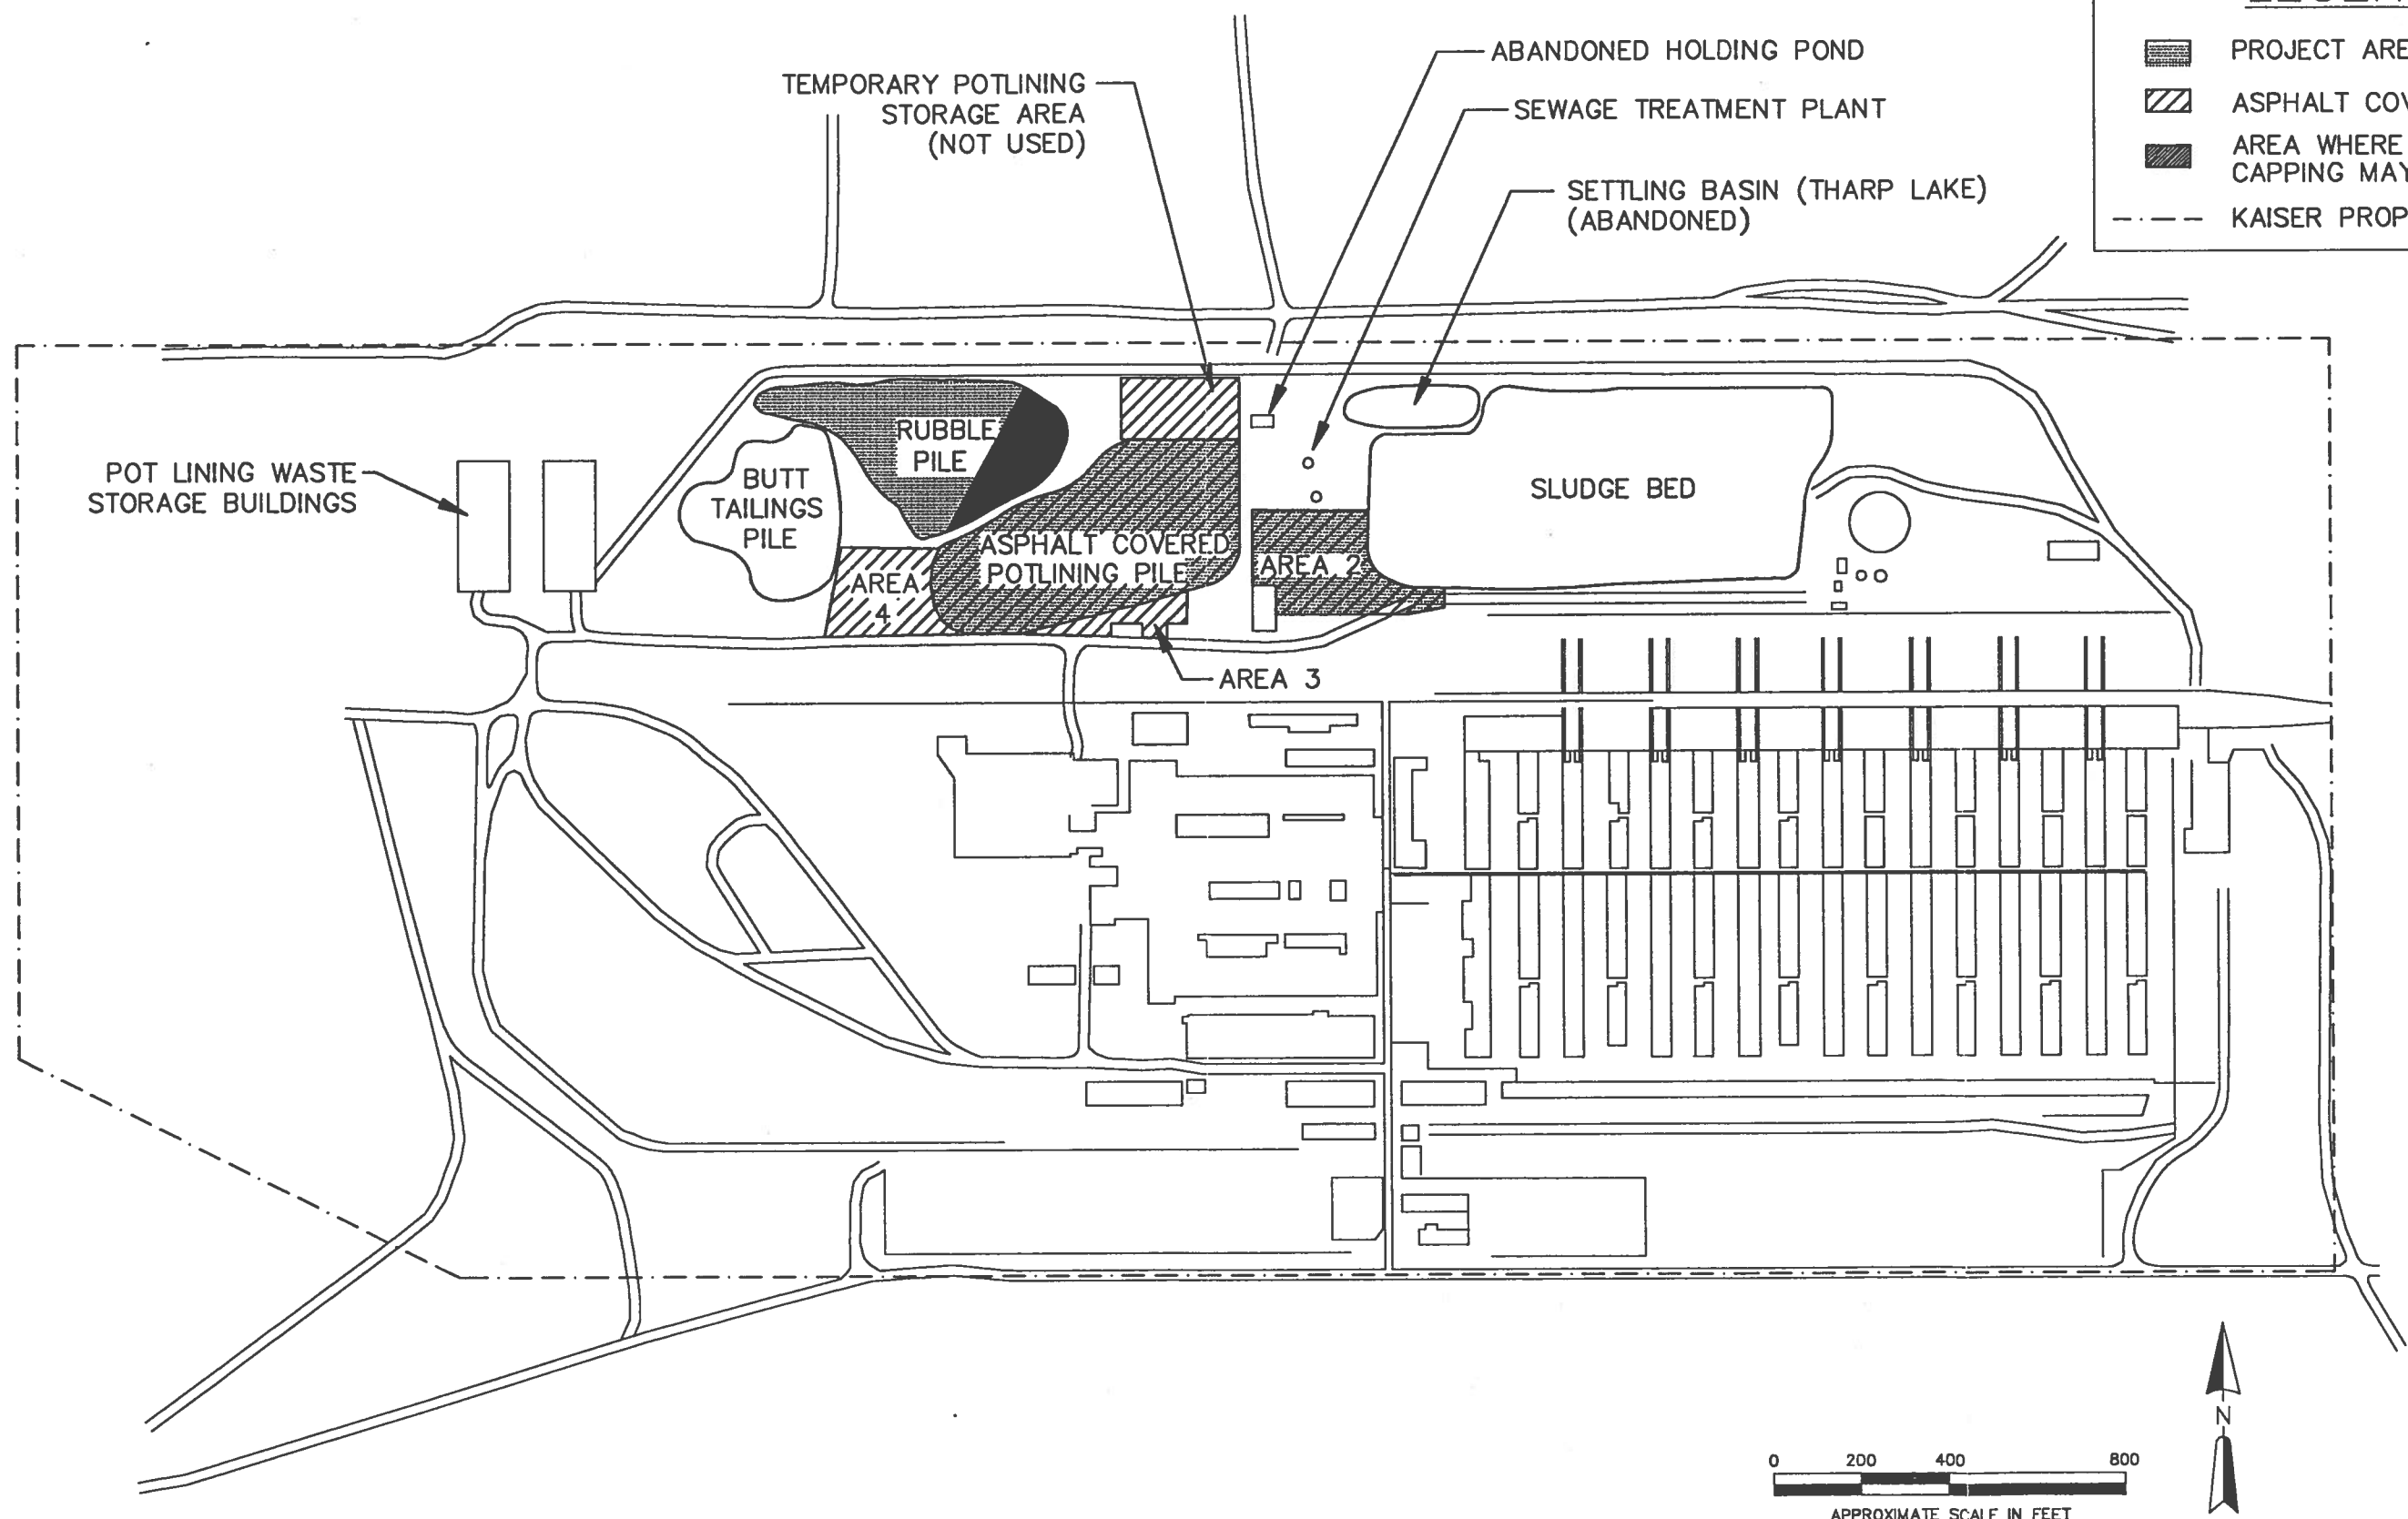 ABANDONED HOLDING POND
TEMPORARY POTLINING
STORAGE AREA
(NOT USED)
SEWAGE TREATMENT PLANT
SETTLING BASIN (THARP LAKE)
(ABANDONED)
PROJECT ARE
ASPHALT COV
AREA WHERE
CAPPING MAY
KAISER PROP
RUBBLE
PILE
POT LINING WASTE
STORAGE BUILDINGS
BUTT
TAILINGS
PILE
SLUDGE BED
ASPHALT COVERED
POTLINING PILE
AREA 2
AREA
4
AREA 3
N
0 200 400 800
APPROXIMATE SCALE IN FEET